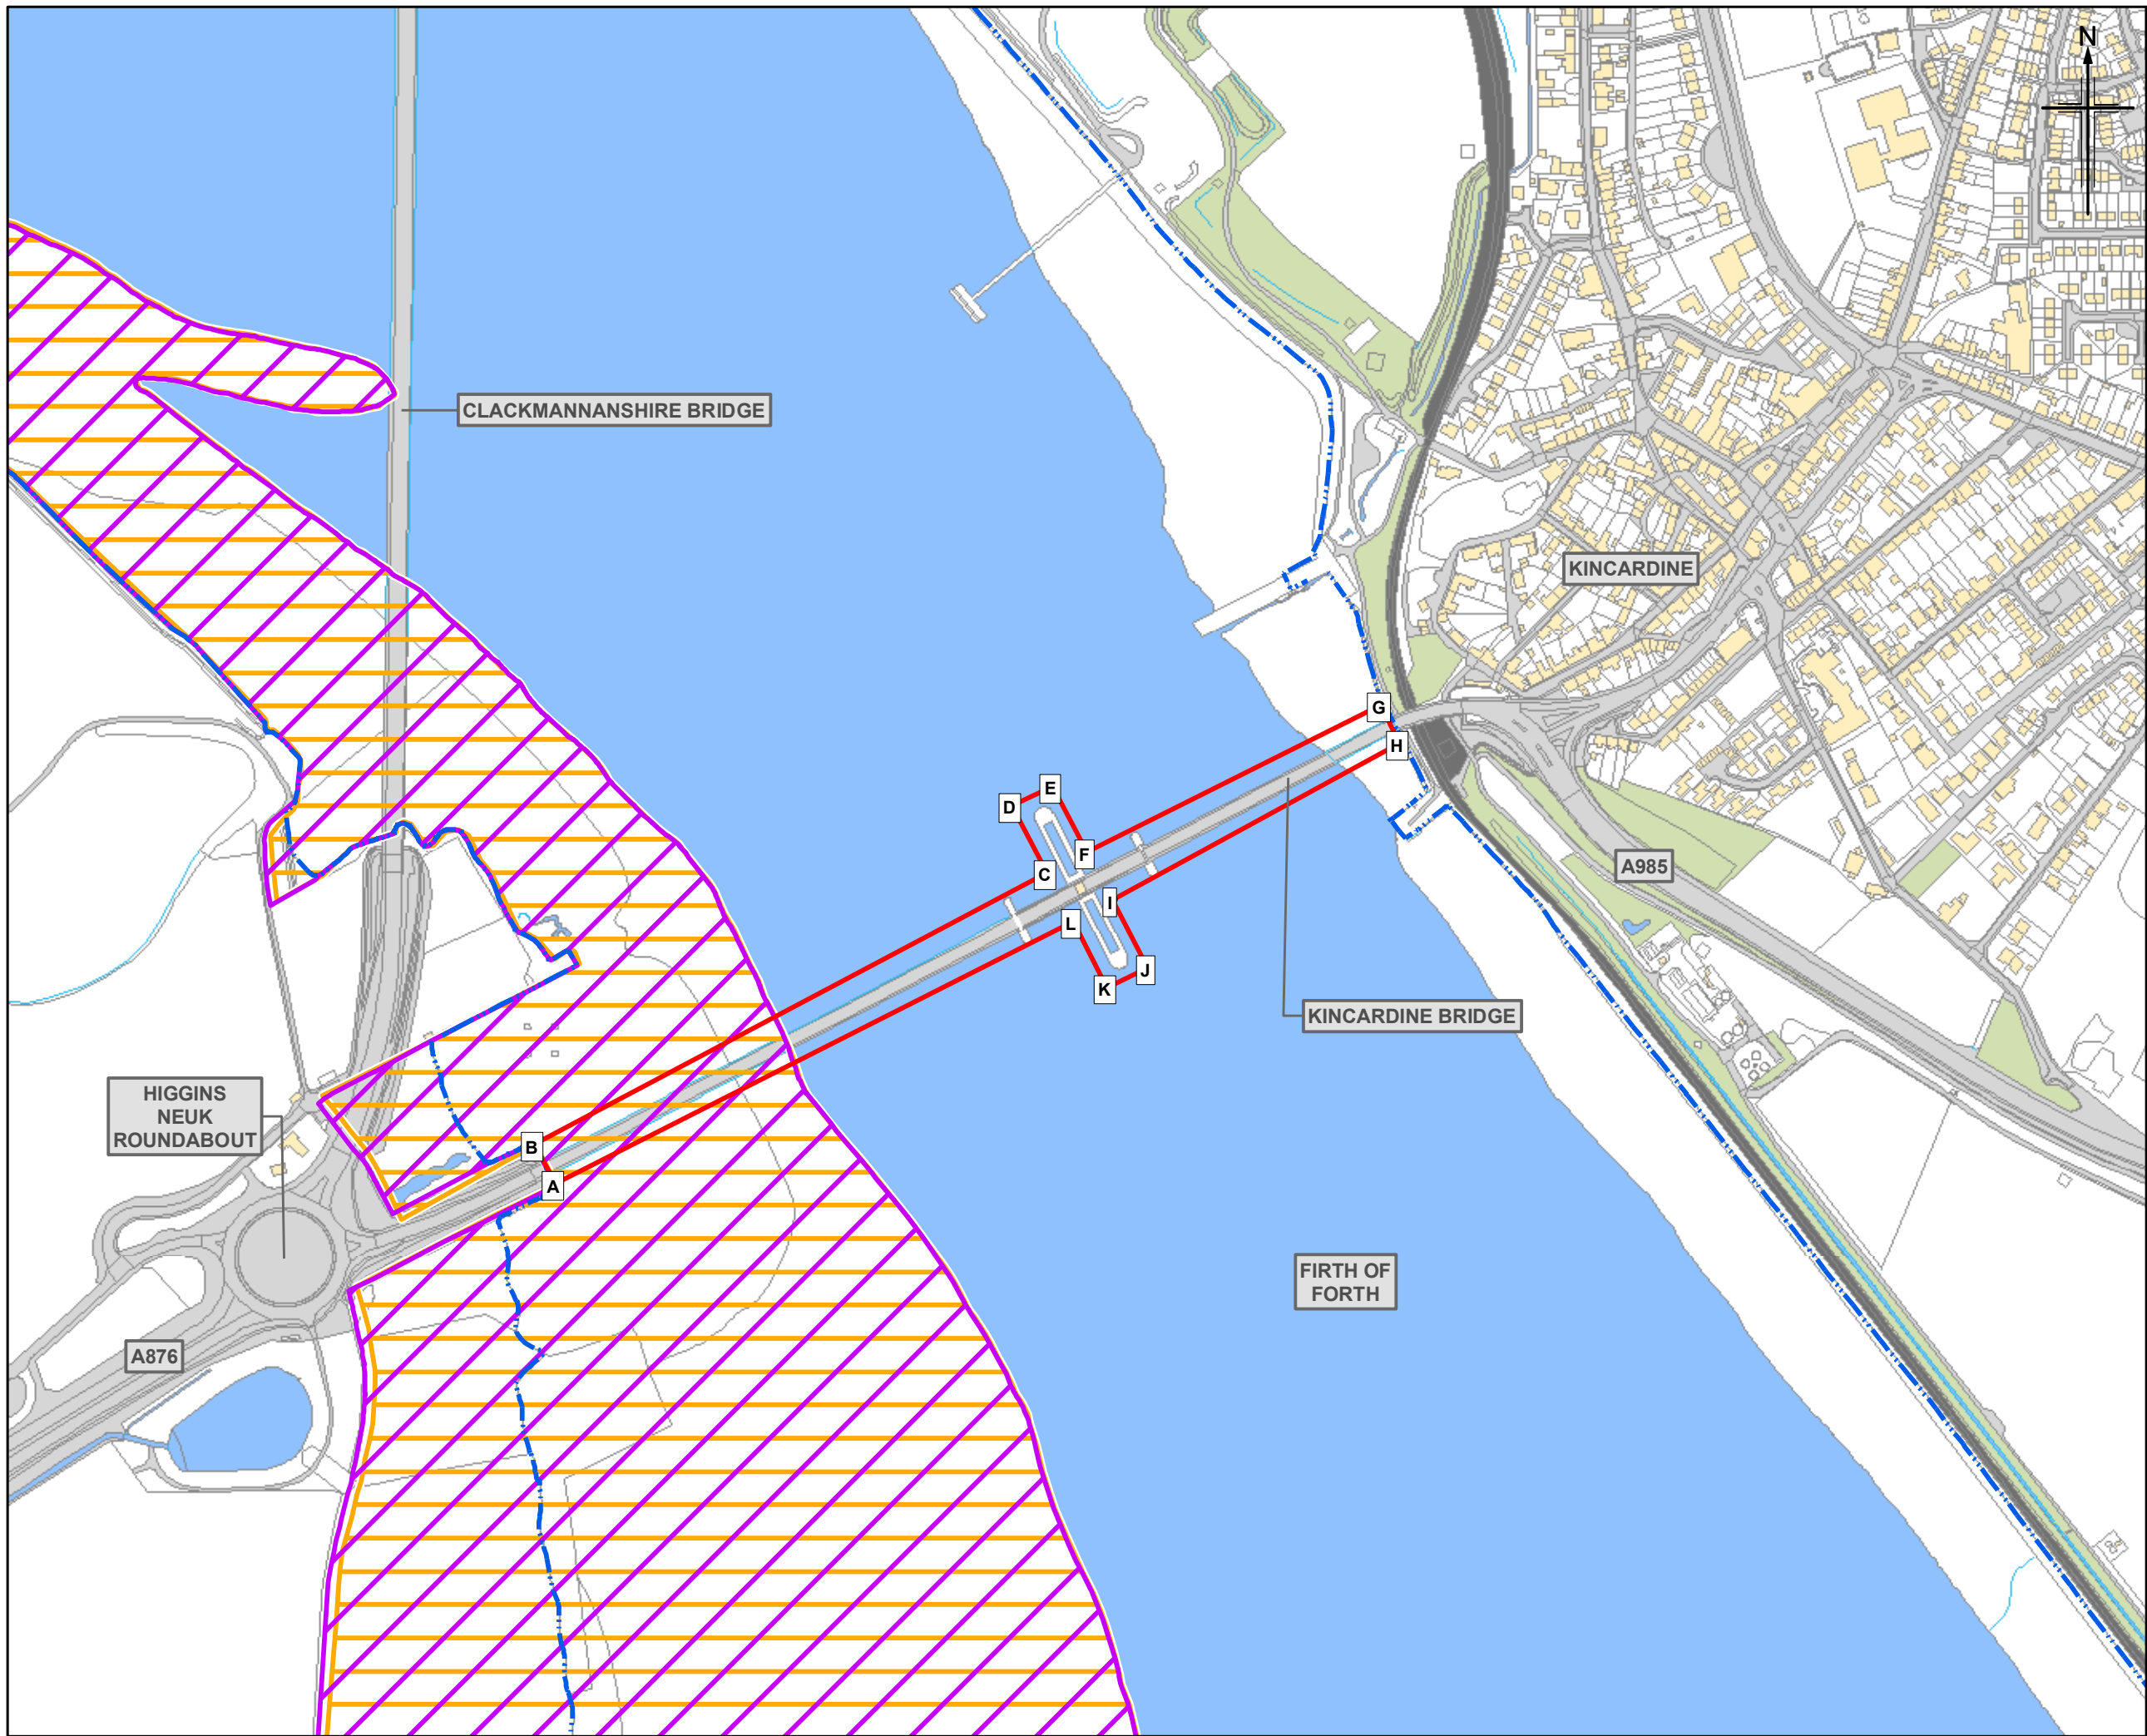 N
CLACKMANNANSHIRE BRIDGE
KINCARDINE
G
H
E
D
F
C
A985
I
L
J
K
KINCARDINE BRIDGE
HIGGINS
NEUK
ROUNDABOUT
B
A
FIRTH OF
FORTH
A876